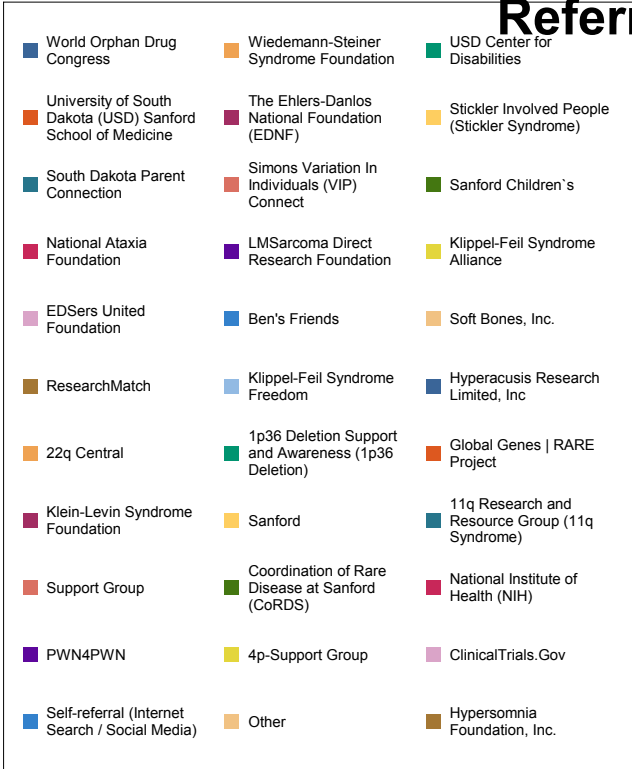 Referr
World Orphan Drug
Congress
Wiedemann-Steiner
Syndrome Foundation
USD Center for
Disabilities
University of South
Dakota (USD) Sanford
School of Medicine
The Ehlers-Danlos
National Foundation
(EDNF)
Stickler Involved People
(Stickler Syndrome)
South Dakota Parent
Connection
Simons Variation In
Individuals (VIP)
Connect
Sanford Children`s
National Ataxia
Foundation
LMSarcoma Direct
Research Foundation
Klippel-Feil Syndrome
Alliance
EDSers United
Foundation
Ben's Friends
Soft Bones, Inc.
ResearchMatch
Klippel-Feil Syndrome
Freedom
Hyperacusis Research
Limited, Inc
22q Central
1p36 Deletion Support
and Awareness (1p36
Deletion)
Global Genes | RARE
Project
Klein-Levin Syndrome
Foundation
Sanford
11q Research and
Resource Group (11q
Syndrome)
Support Group
Coordination of Rare
Disease at Sanford
(CoRDS)
National Institute of
Health (NIH)
PWN4PWN
4p-Support Group
ClinicalTrials.Gov
Self-referral (Internet
Search / Social Media)
Other
Hypersomnia
Foundation, Inc.